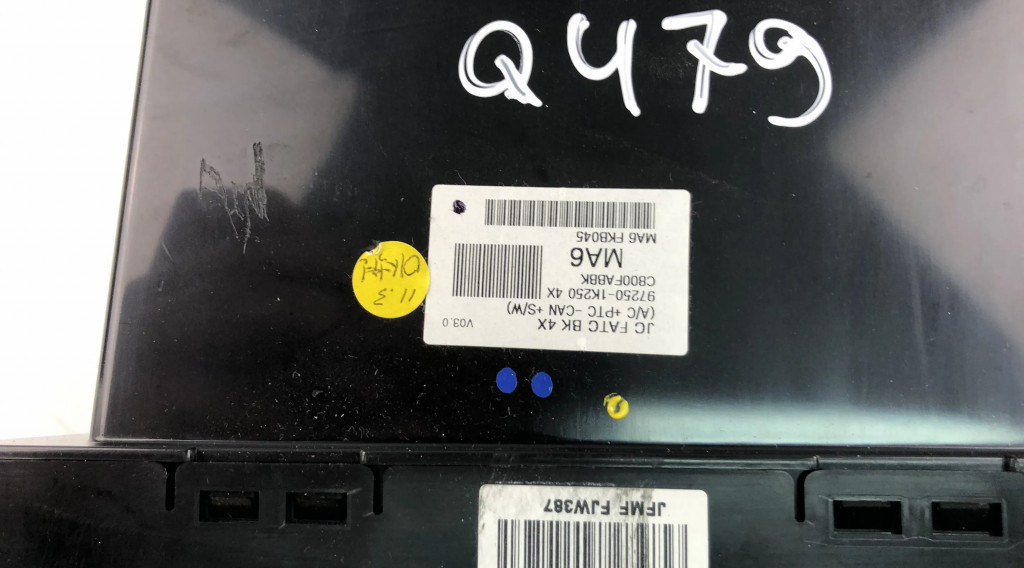 Q479
JC FATC BK 4X
(A/C +PTC -CAN +S/W)
V03.0
97250-1K250 4X
C800FABBK
MA6
MA6 FKB045
11.3
JFMF FJW387